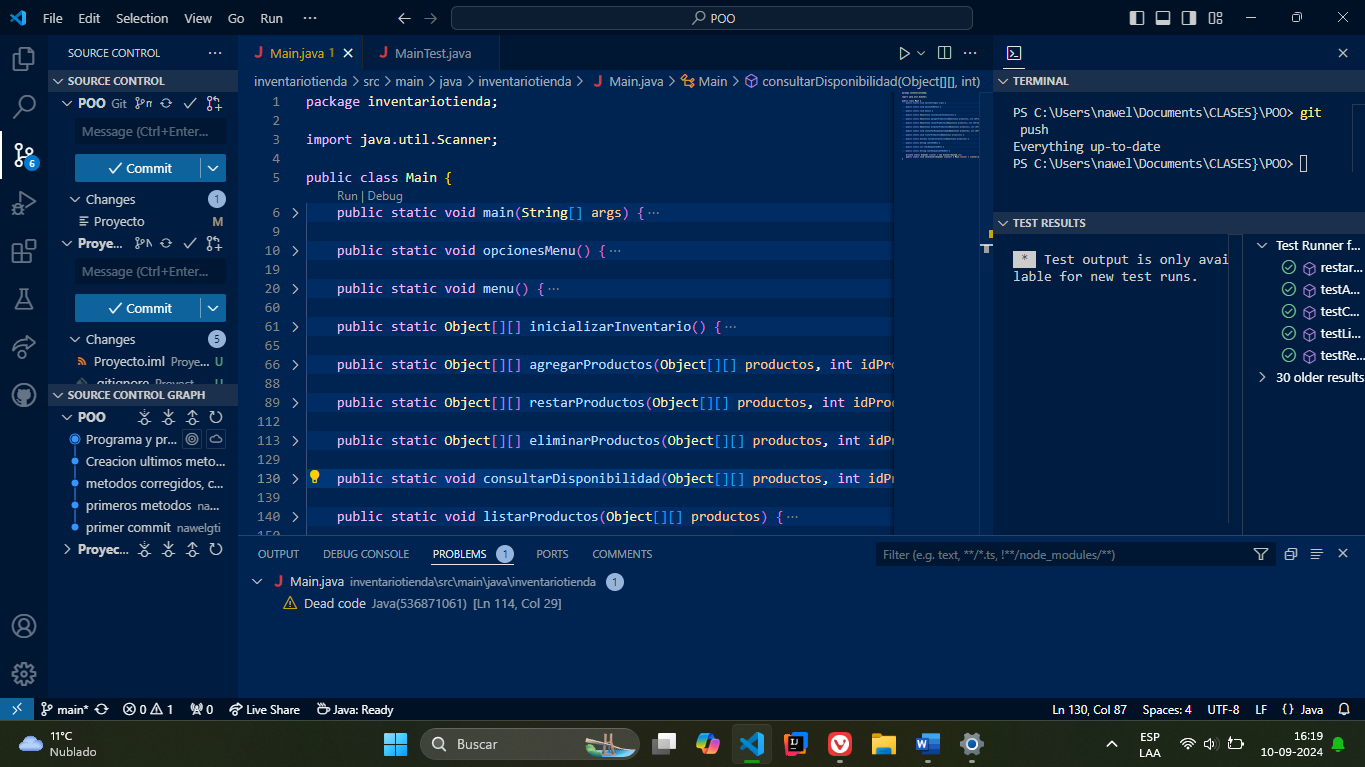 File Edit Selection View Go Run ··· POO
SOURCE CONTROL ···
SOURCE CONTROL
POO Git
Message (Ctrl+Enter...
Commit
Changes 1
Proyecto M
Proye...
Message (Ctrl+Enter...
Commit
Changes 5
Proyecto.iml Proye... U
.gitignore Proyect... U
SOURCE CONTROL GRAPH
POO
Programa y pr...
Creacion ultimos meto...
metodos corregidos, c...
primeros metodos na...
primer commit nawelgti
Proyec...
6
Main.java 1
MainTest.java
inventariotienda > src > main > java > inventariotienda > Main.java > Main > consultarDisponibilidad(Object[][], int)
1 package inventariotienda;
2
3 import java.util.Scanner;
4
5 public class Main {
Run | Debug
6 public static void main(String[] args) { ···
9
10 public static void opcionesMenu() { ···
19
20 public static void menu() { ···
60
61 public static Object[][] inicializarInventario() { ···
65
66 public static Object[][] agregarProductos(Object[][] productos, int idPro
88
89 public static Object[][] restarProductos(Object[][] productos, int idProd
112
113 public static Object[][] eliminarProductos(Object[][] productos, int idPr
129
130 public static void consultarDisponibilidad(Object[][] productos, int idPr
139
140 public static void listarProductos(Object[][] productos) { ···
150
TERMINAL
PS C:\Users\nawel\Documents\CLASES}\POO> git
push
Everything up-to-date
PS C:\Users\nawel\Documents\CLASES}\POO>
TEST RESULTS
* Test output is only avai
lable for new test runs.
Test Runner f...
restar...
testA...
testC...
testLi...
testRe...
30 older results
OUTPUT DEBUG CONSOLE PROBLEMS 1 PORTS COMMENTS
Filter (e.g. text, **/*.ts, !**/node_modules/**)
Main.java inventariotienda\src\main\java\inventariotienda 1
Dead code Java(536871061) [Ln 114, Col 29]
main* 0 1 0 Live Share Java: Ready
Ln 130, Col 87 Spaces: 4 UTF-8 LF {} Java
11°C
Nublado
Buscar
ESP
LAA
16:19
10-09-2024